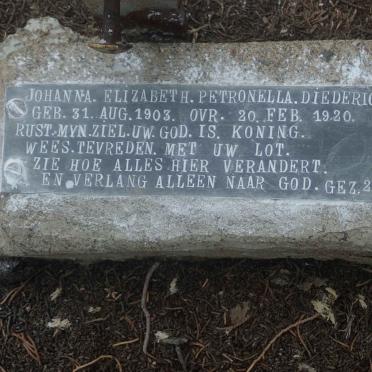 JOHANNA. ELIZABETH. PETRONELLA. DIEDERIC
GEB. 31. AUG. 1903. OVR. 20. FEB. 1920.
RUST. MYN. ZIEL. UW. GOD. IS. KONING.
WEES. TEVREDEN. MET UW LOT.
ZIE HOE ALLES HIER VERANDERT.
EN VERLANG ALLEEN NAAR GOD. GEZ. 2